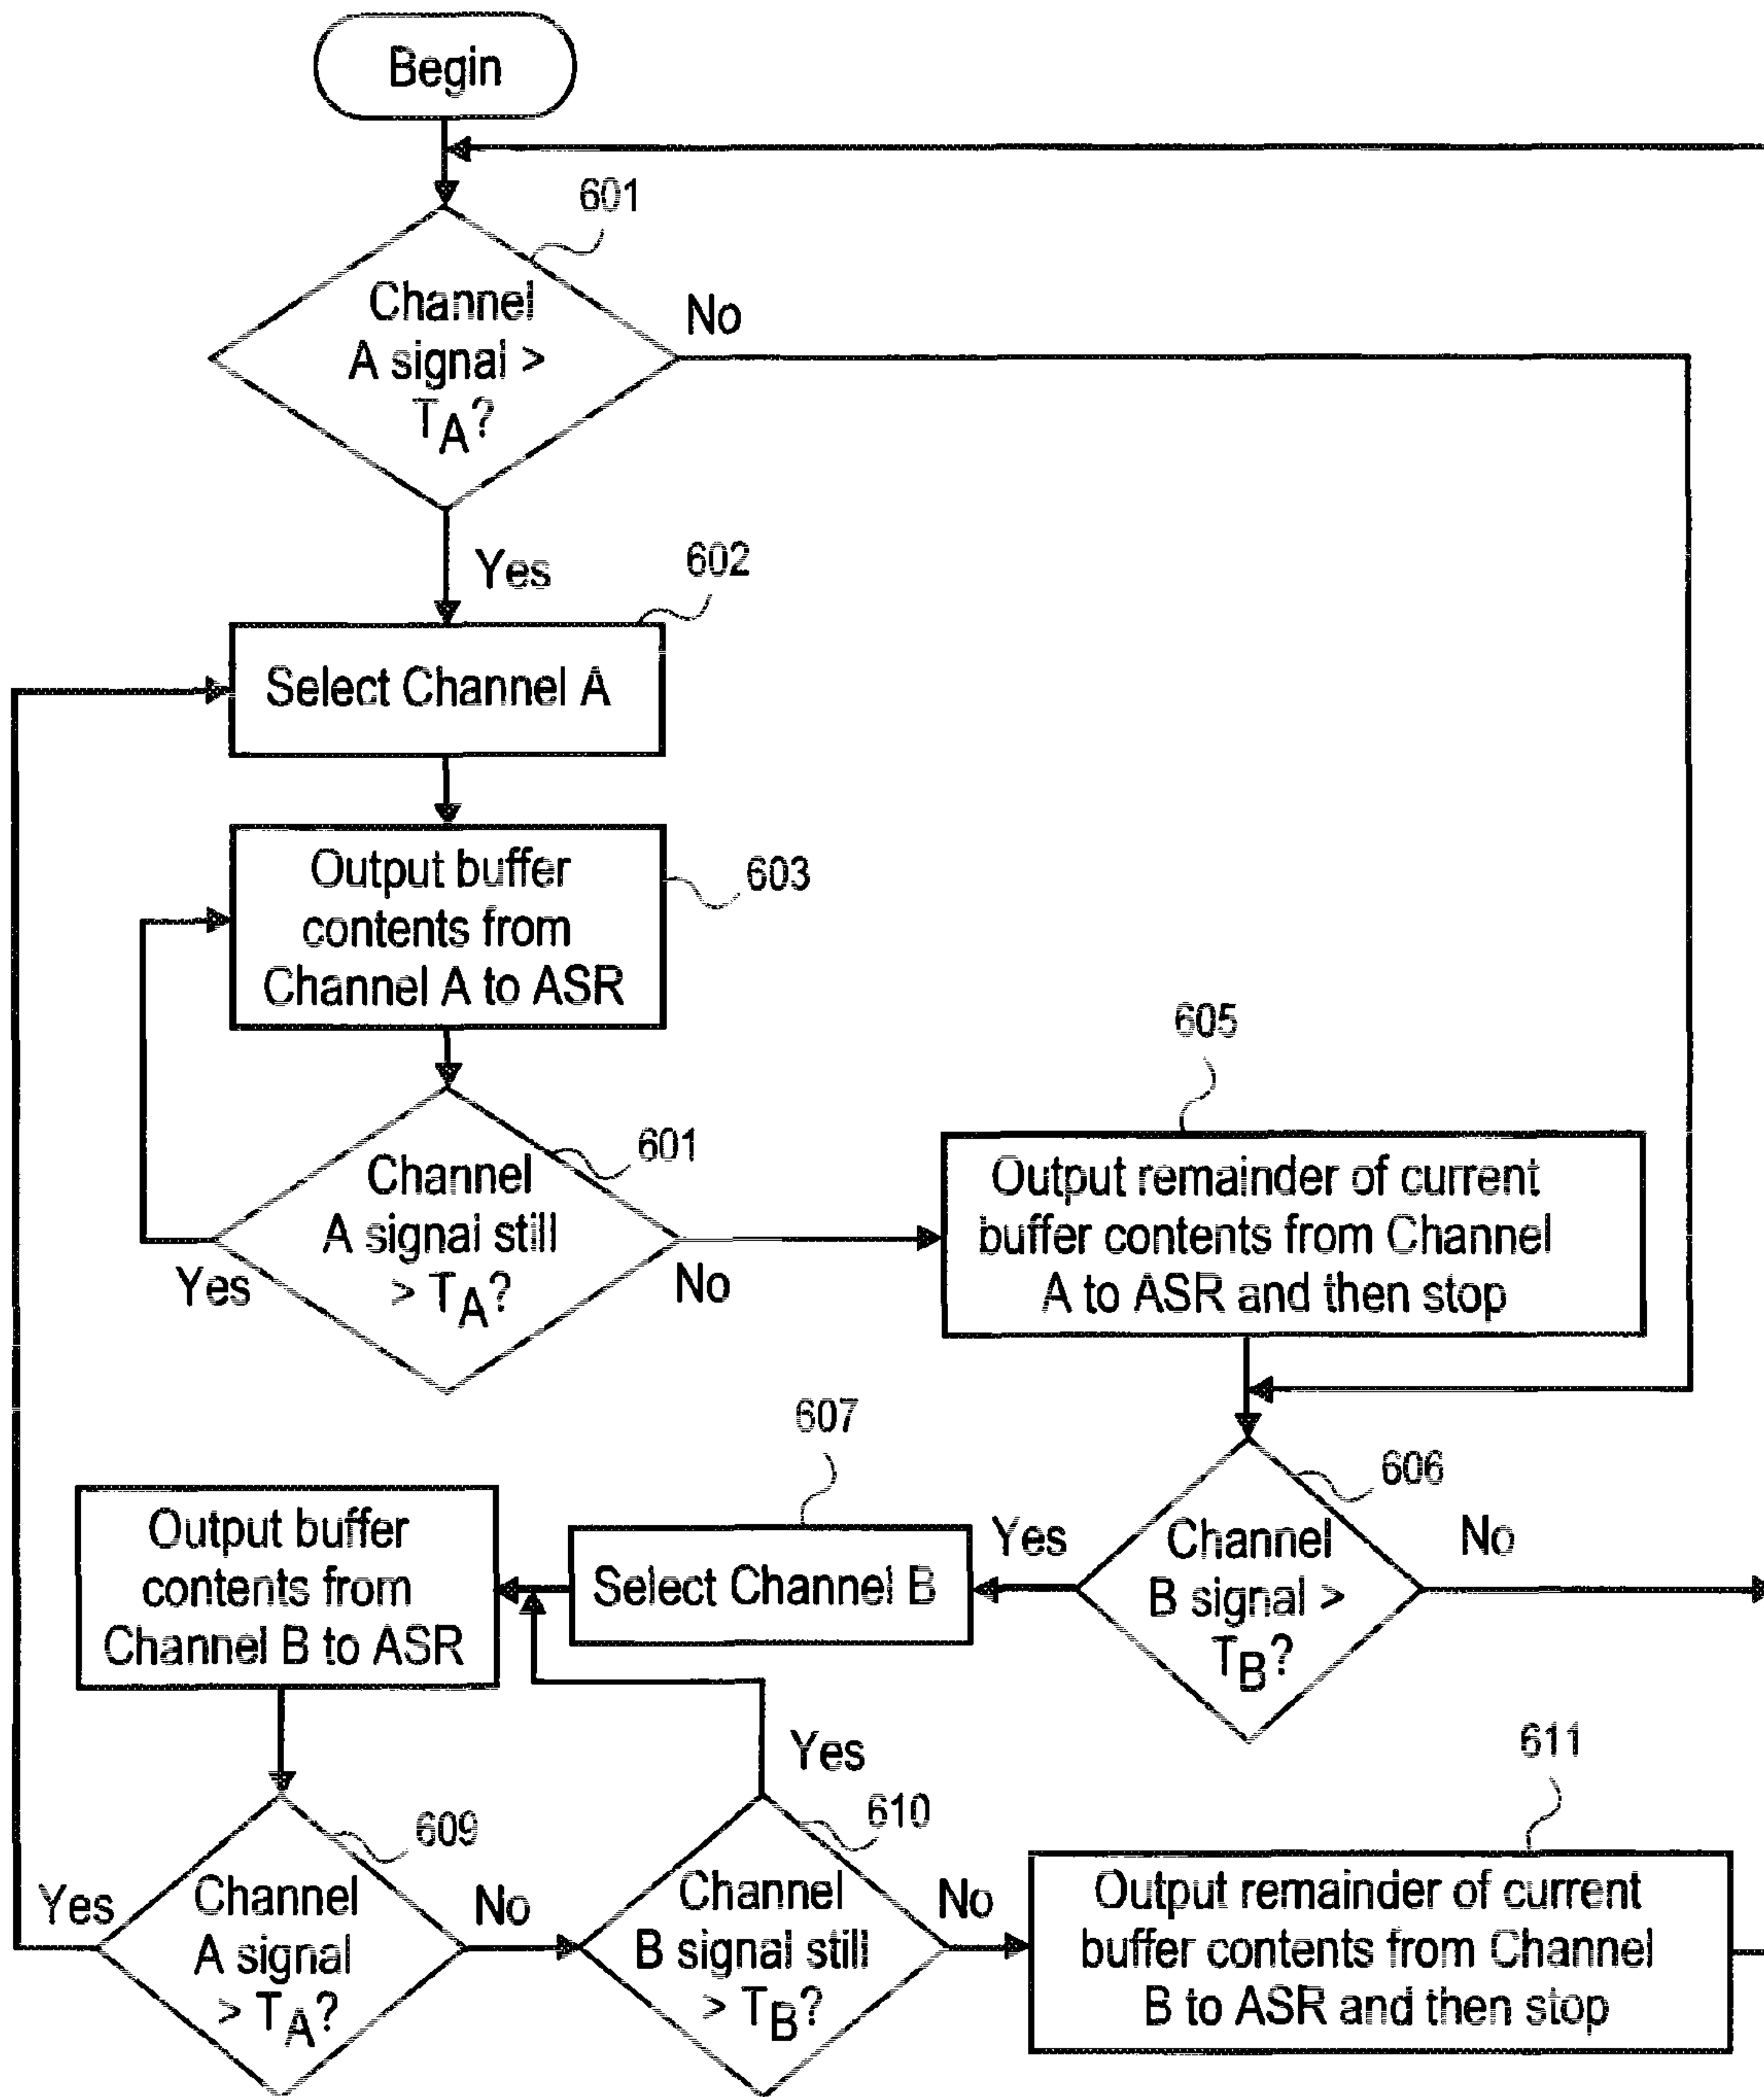 Begin
601
Channel
A signal >
TA?
No
Yes
602
Select Channel A
Output buffer
contents from
Channel A to ASR
603
601
Channel
A signal still
> TA?
Yes
No
605
Output remainder of current
buffer contents from Channel
A to ASR and then stop
606
Channel
B signal >
TB?
Yes
No
607
Select Channel B
Output buffer
contents from
Channel B to ASR
609
Channel
A signal
> TA?
Yes
No
610
Channel
B signal still
> TB?
Yes
No
611
Output remainder of current
buffer contents from Channel
B to ASR and then stop